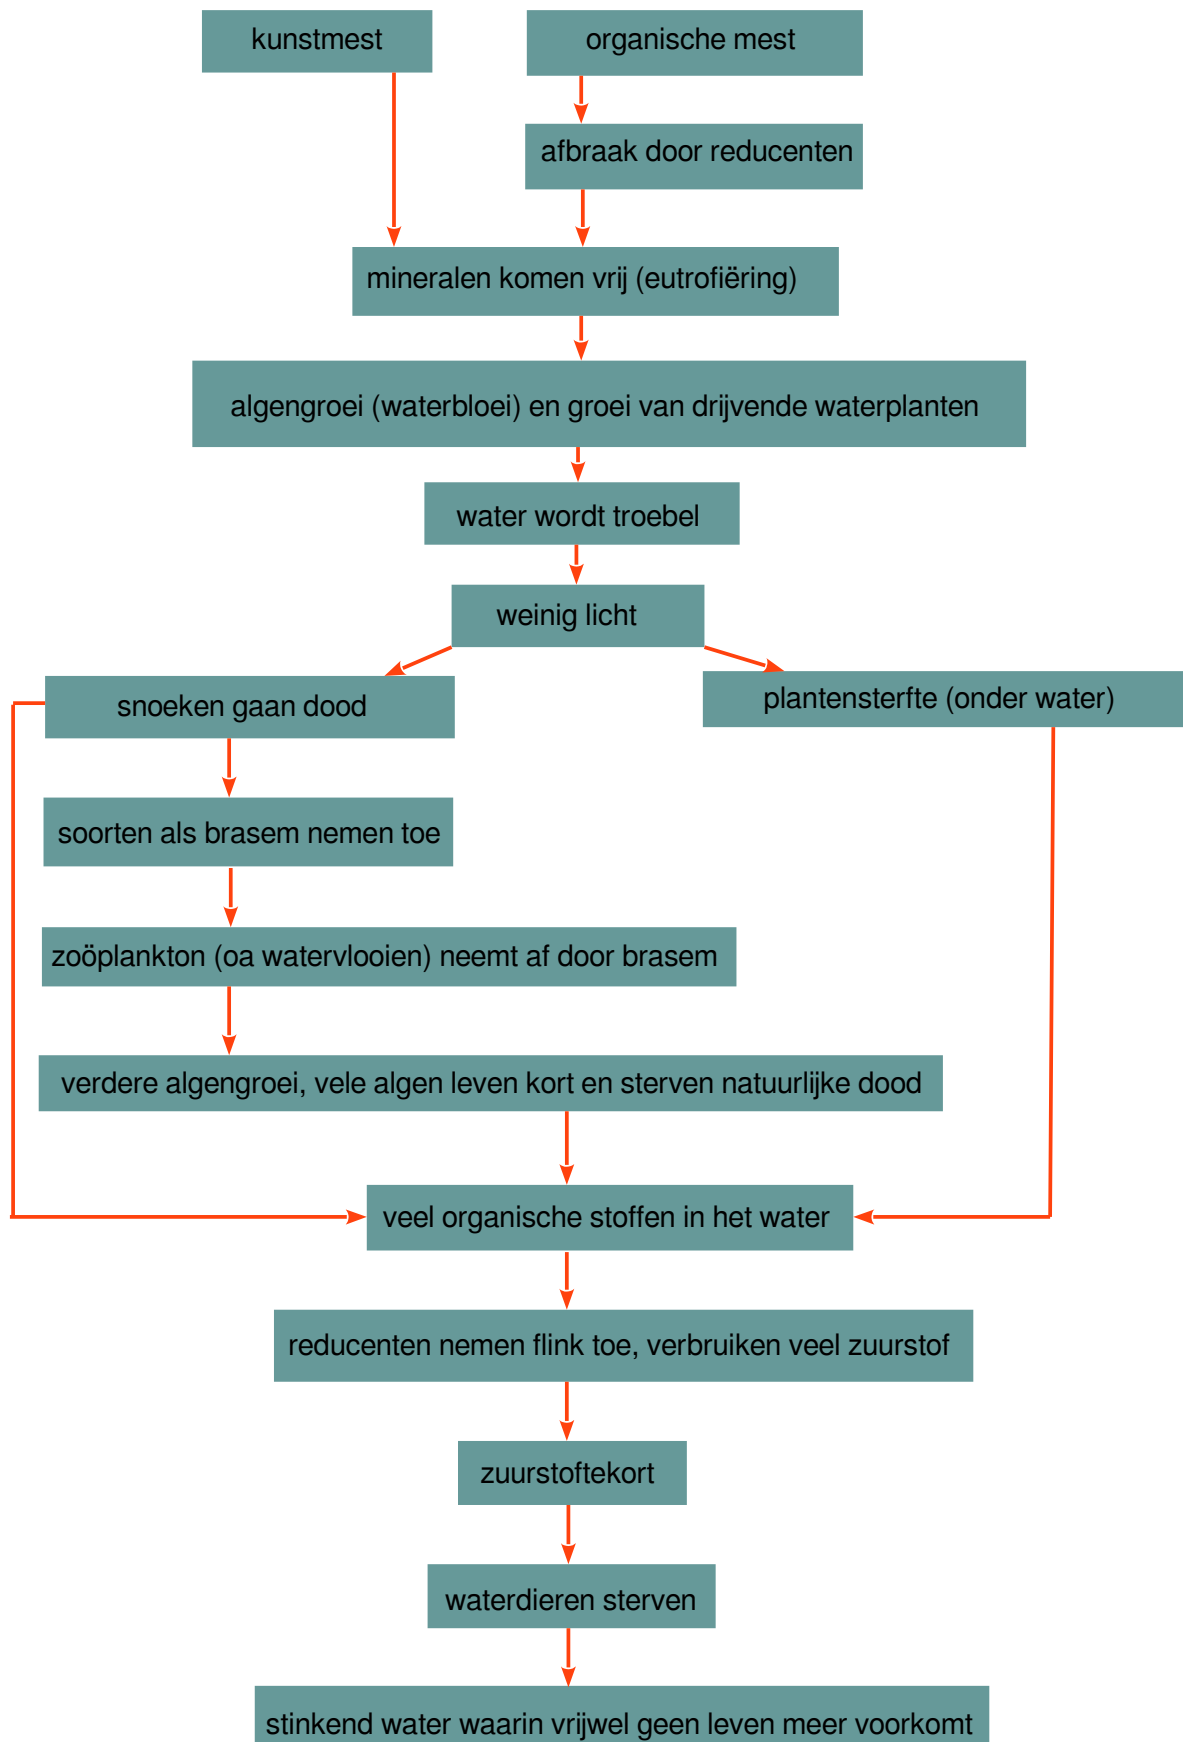 kunstmest
organische mest
afbraak door reducenten
mineralen komen vrij (eutrofiëring)
algengroei (waterbloei) en groei van drijvende waterplanten
water wordt troebel
weinig licht
snoeken gaan dood
plantensterfte (onder water)
soorten als brasem nemen toe
zoöplankton (oa watervlooien) neemt af door brasem
verdere algengroei, vele algen leven kort en sterven natuurlijke dood
veel organische stoffen in het water
reducenten nemen flink toe, verbruiken veel zuurstof
zuurstoftekort
waterdieren sterven
stinkend water waarin vrijwel geen leven meer voorkomt